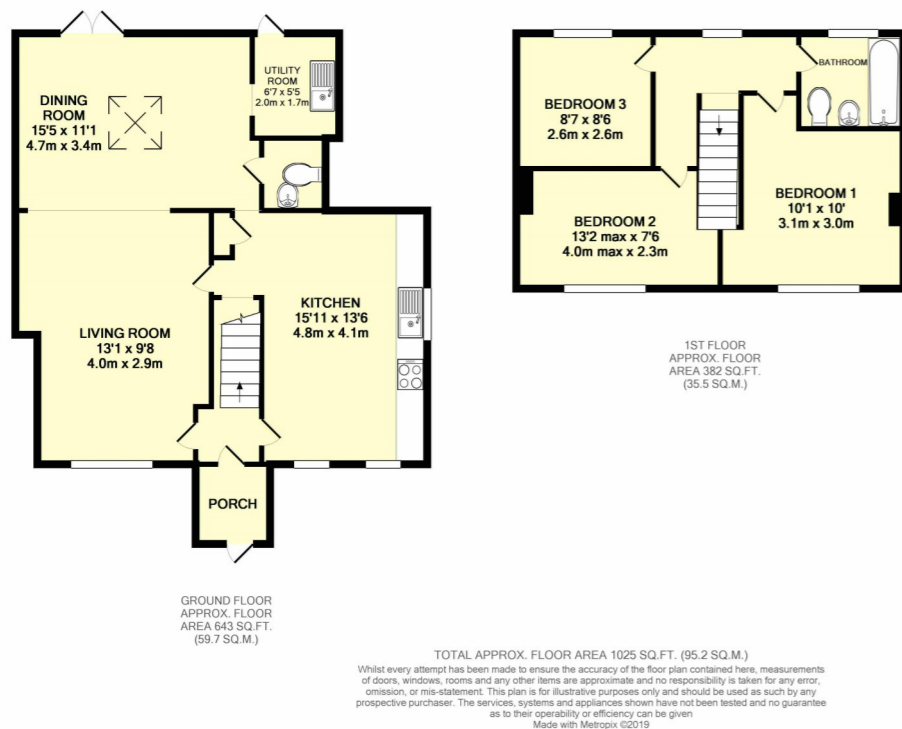 DINING
ROOM
15'5 x 11'1
4.7m x 3.4m
UTILITY
ROOM
6'7 x 5'5
2.0m x 1.7m
LIVING ROOM
13'1 x 9'8
4.0m x 2.9m
KITCHEN
15'11 x 13'6
4.8m x 4.1m
PORCH
GROUND FLOOR
APPROX. FLOOR
AREA 643 SQ.FT.
(59.7 SQ.M.)
BEDROOM 3
8'7 x 8'6
2.6m x 2.6m
BATHROOM
BEDROOM 2
13'2 max x 7'6
4.0m max x 2.3m
BEDROOM 1
10'1 x 10'
3.1m x 3.0m
1ST FLOOR
APPROX. FLOOR
AREA 382 SQ.FT.
(35.5 SQ.M.)
TOTAL APPROX. FLOOR AREA 1025 SQ.FT. (95.2 SQ.M.)
Whilst every attempt has been made to ensure the accuracy of the floor plan contained here, measurements
of doors, windows, rooms and any other items are approximate and no responsibility is taken for any error,
omission, or mis-statement. This plan is for illustrative purposes only and should be used as such by any
prospective purchaser. The services, systems and appliances shown have not been tested and no guarantee
as to their operability or efficiency can be given
Made with Metropix ©2019